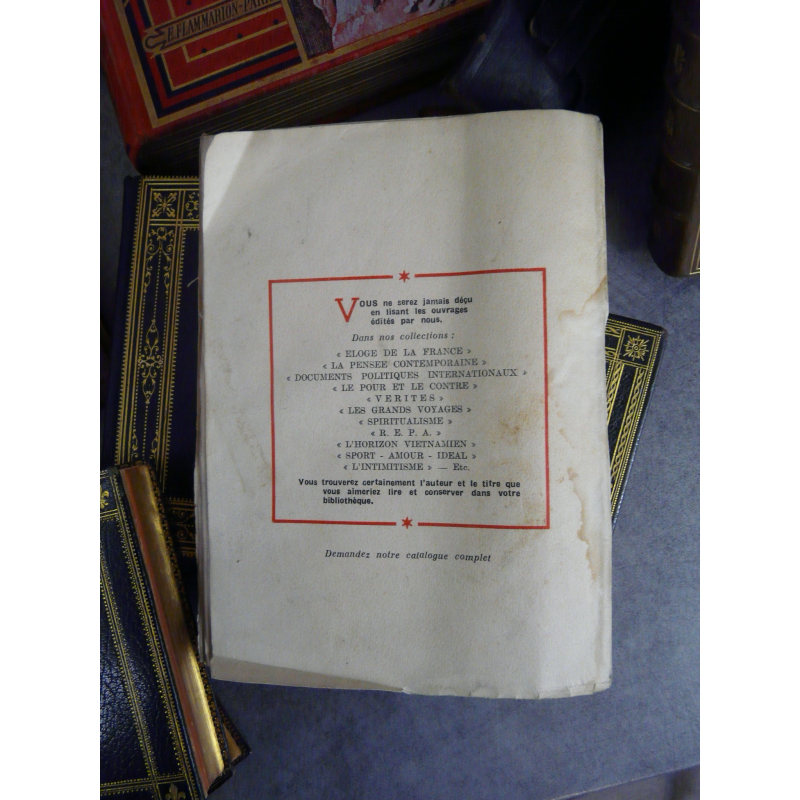 E. FLAMMARION-PARIS
VOUS ne serez jamais déçu
en lisant les ouvrages
édités par nous.
Dans nos collections :
« ELOGE DE LA FRANCE »
« LA PENSEE CONTEMPORAINE »
« DOCUMENTS POLITIQUES INTERNATIONAUX »
« LE POUR ET LE CONTRE »
« VERITES »
« LES GRANDS VOYAGES »
« SPIRITUALISME »
« R. E. P. A. »
« L'HORIZON VIETNAMIEN »
« SPORT - AMOUR - IDEAL »
« L'INTIMITISME » — Etc.
Vous trouverez certainement l'auteur et le titre que
vous aimeriez lire et conserver dans votre
bibliothèque.
Demandez notre catalogue complet